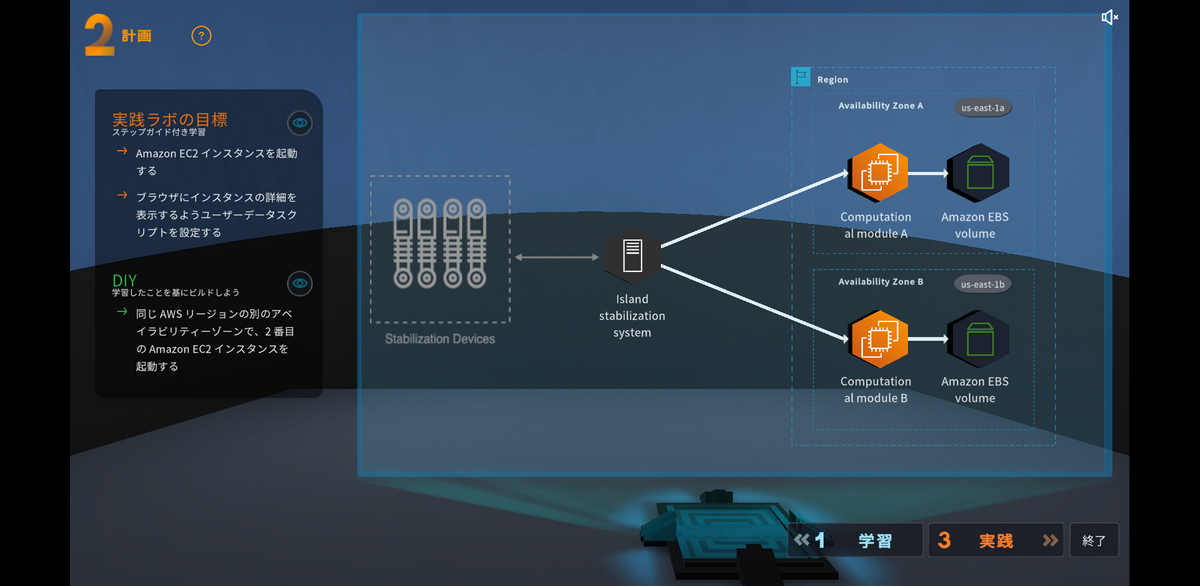 2 計画
?
実践ラボの目標
ステップガイド付き学習
Amazon EC2 インスタンスを起動
する
ブラウザにインスタンスの詳細を
表示するようユーザーデータスク
リプトを設定する
DIY
学習したことを基にビルドしよう
同じ AWS リージョンの別のアベ
イラビリティーゾーンで、2 番目
の Amazon EC2 インスタンスを
起動する
Stabilization Devices
Island
stabilization
system
Region
Availability Zone A
us-east-1a
Computation
al module A
Amazon EBS
volume
Availability Zone B
us-east-1b
Computation
al module B
Amazon EBS
volume
1 学習
3 実践
終了